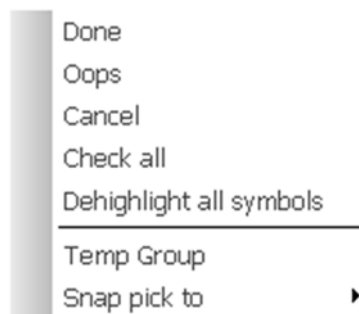 Done
Oops
Cancel
Check all
Dehighlight all symbols
Temp Group
Snap pick to